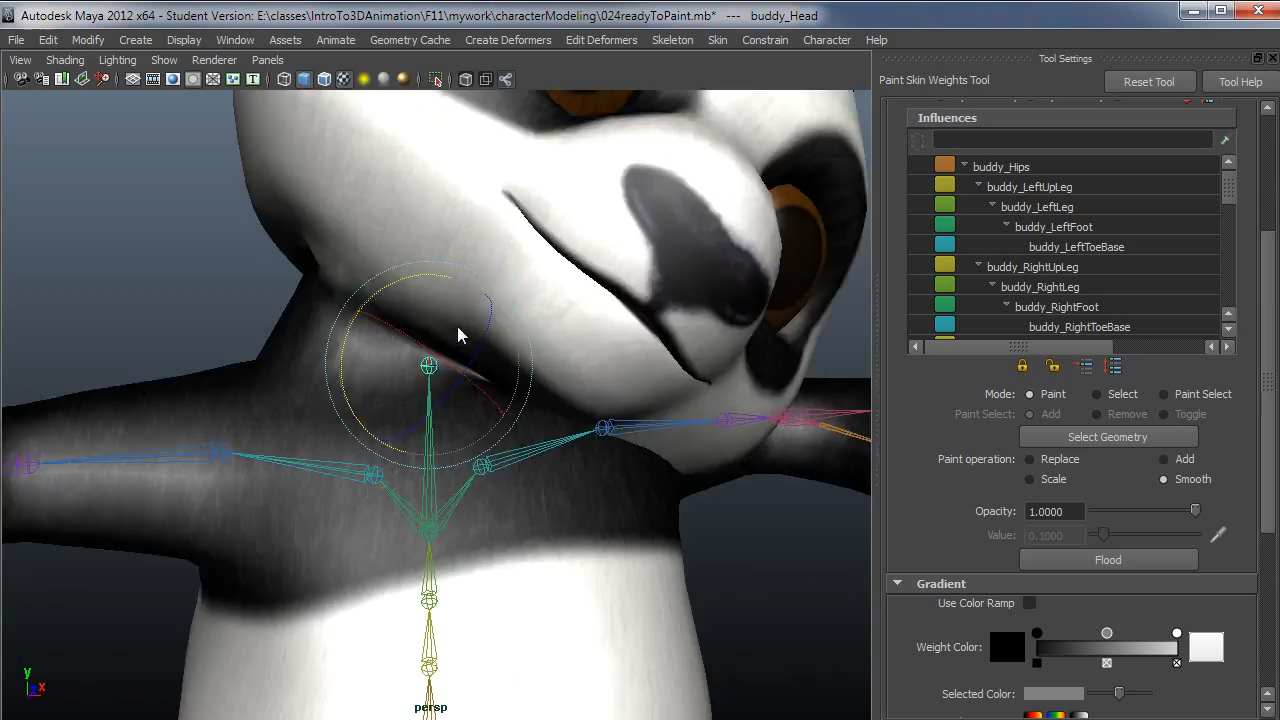 Autodesk Maya 2012 x64 - Student Version: E:\classes\IntroTo3DAnimation\F11\mywork\characterModeling\024readyToPaint.mb* --- buddy_Head
File Edit Modify Create Display Window Assets Animate Geometry Cache Create Deformers Edit Deformers Skeleton Skin Constrain Character Help
View Shading Lighting Show Renderer Panels
Tool Settings
Paint Skin Weights Tool
Reset Tool
Tool Help
Influences
buddy_Hips
buddy_LeftUpLeg
buddy_LeftLeg
buddy_LeftFoot
buddy_LeftToeBase
buddy_RightUpLeg
buddy_RightLeg
buddy_RightFoot
buddy_RightToeBase
Mode: Paint Select Paint Select
Paint Select: Add Remove Toggle
Select Geometry
Paint operation: Replace Add
Scale Smooth
Opacity: 1.0000
Value: 0.1000
Flood
Gradient
Use Color Ramp
Weight Color:
Selected Color:
y
z x
persp